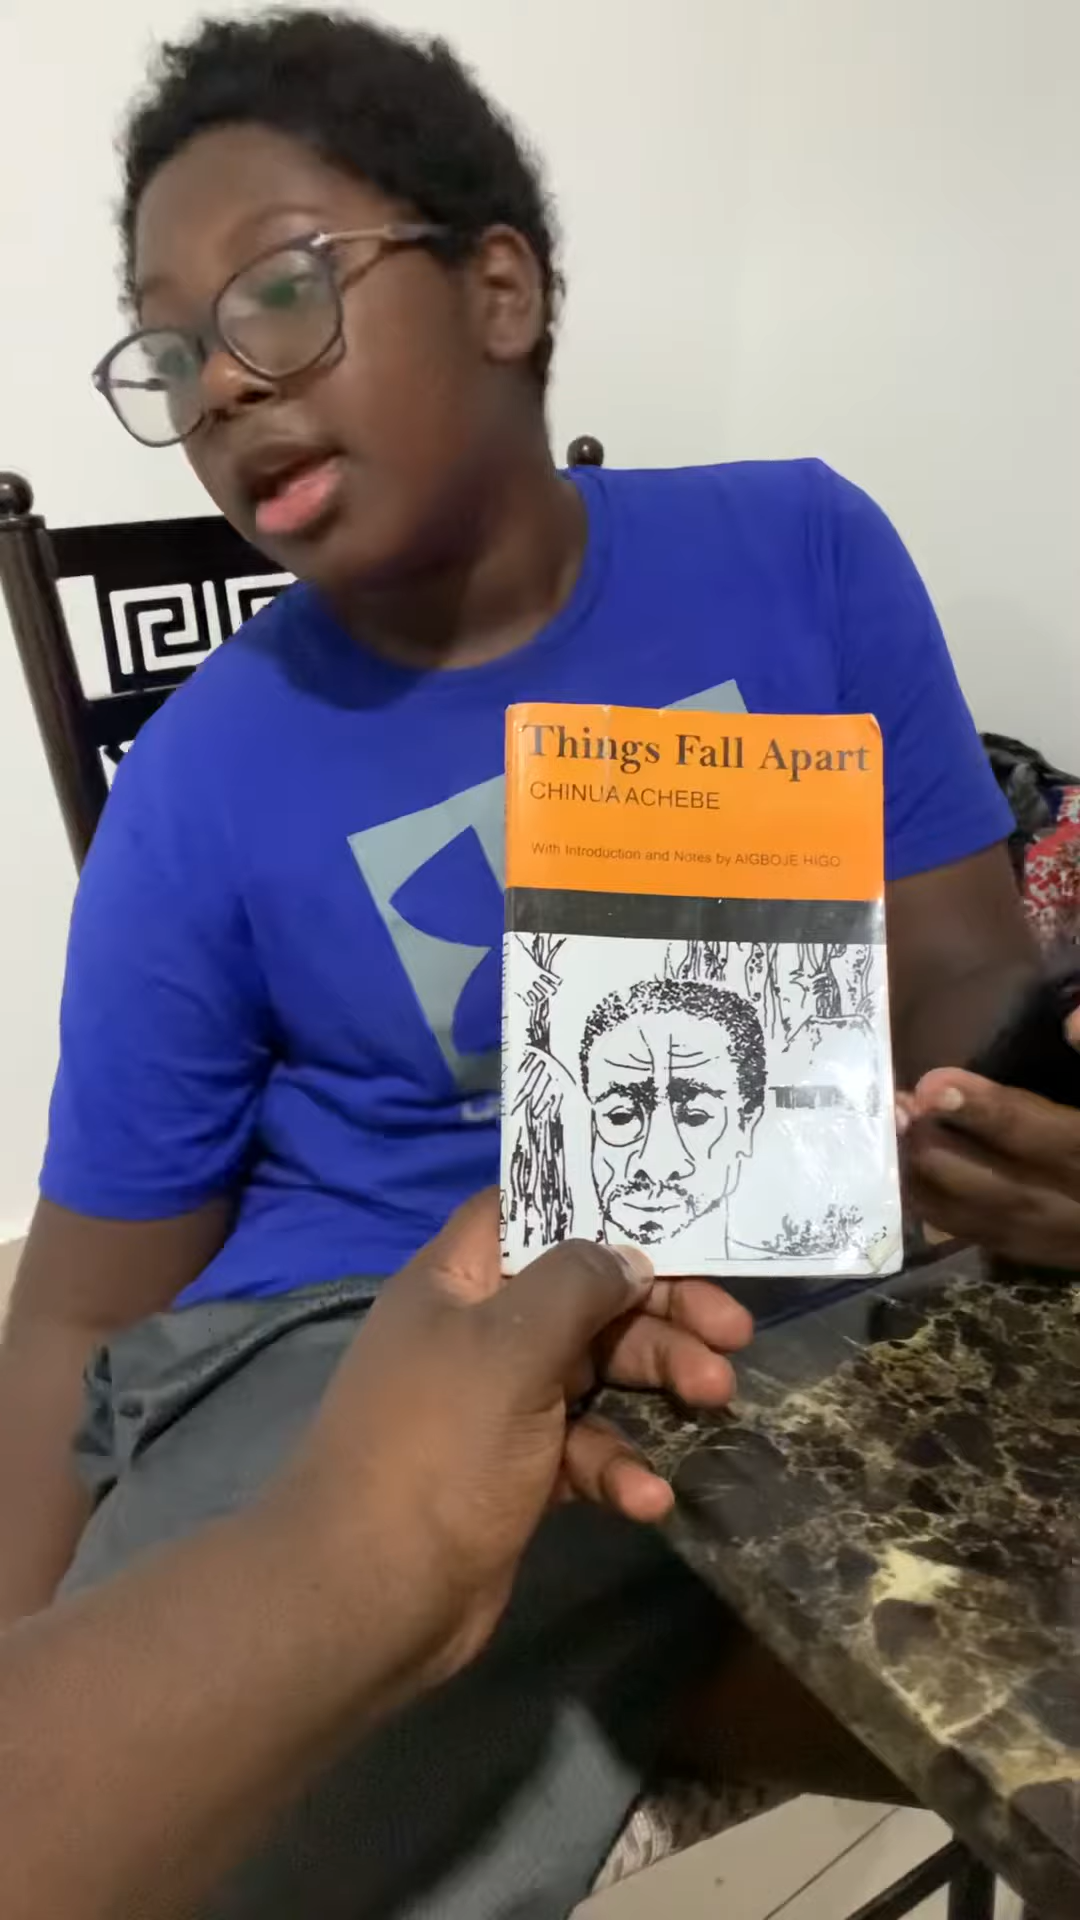 Things Fall Apart
CHINUA ACHEBE
With Introduction and Notes by AIGBOJE HIGO